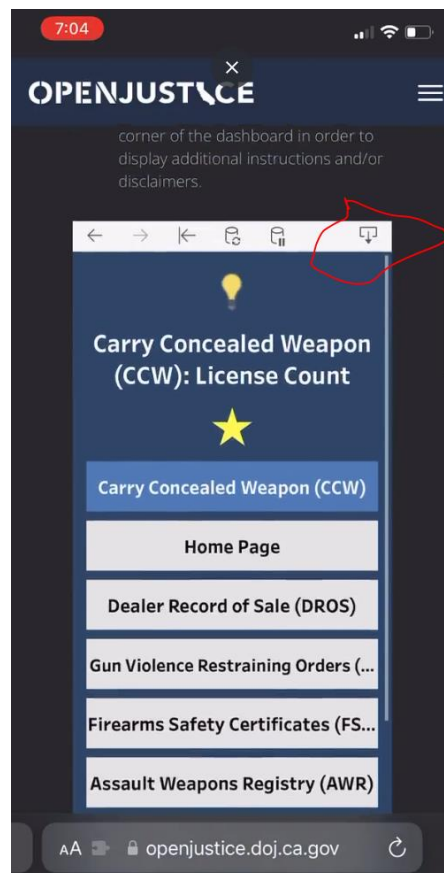 7:04
OPENJUSTICE
corner of the dashboard in order to
display additional instructions and/or
disclaimers.
Carry Concealed Weapon
(CCW): License Count
Carry Concealed Weapon (CCW)
Home Page
Dealer Record of Sale (DROS)
Gun Violence Restraining Orders (...
Firearms Safety Certificates (FS...
Assault Weapons Registry (AWR)
AA openjustice.doj.ca.gov